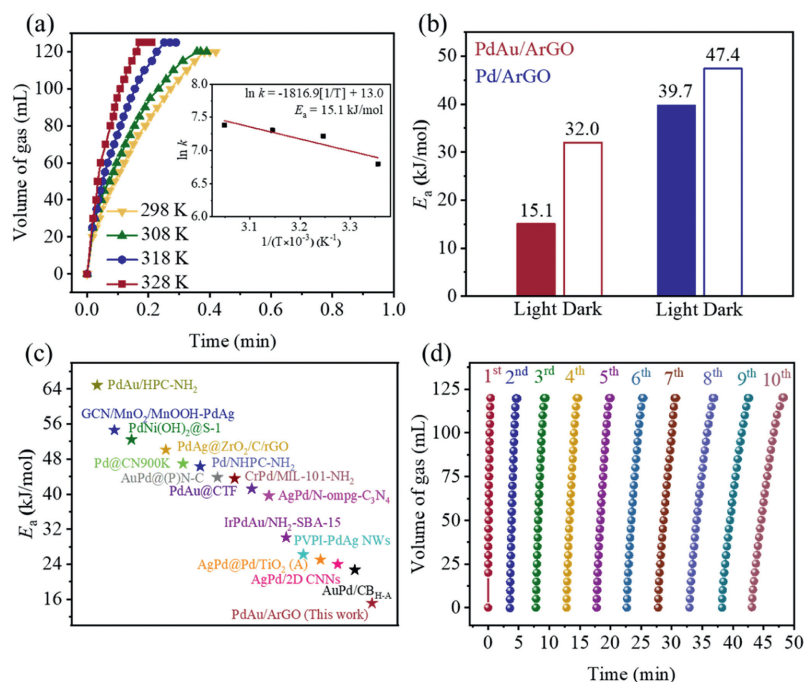 (a)
Volume of gas (mL)
120
100
80
60
40
20
0
298 K
308 K
318 K
328 K
0.0 0.2 0.4 0.6 0.8 1.0
Time (min)
ln k = -1816.9[1/T] + 13.0
Ea = 15.1 kJ/mol
ln k
8.0
7.5
7.0
6.5
6.0
3.1 3.2 3.3
1/(T×10⁻³) (K⁻¹)
(b)
Ea (kJ/mol)
50
40
30
20
10
0
PdAu/ArGO
Pd/ArGO
15.1
32.0
39.7
47.4
Light Dark Light Dark
(c)
Ea (kJ/mol)
64
56
48
40
32
24
16
PdAu/HPC-NH₂
GCN/MnO₂/MnOOH-PdAg
PdNi(OH)₂@S-1
PdAg@ZrO₂/C/rGO
Pd@CN900K
Pd/NHPC-NH₂
AuPd@(P)N-C
CrPd/MIL-101-NH₂
PdAu@CTF
AgPd/N-ompg-C₃N₄
IrPdAu/NH₂-SBA-15
PVPI-PdAg NWs
AgPd@Pd/TiO₂ (A)
AgPd/2D CNNs
AuPd/CB_H-A
PdAu/ArGO (This work)
(d)
Volume of gas (mL)
125
100
75
50
25
0
1st 2nd 3rd 4th 5th 6th 7th 8th 9th 10th
0 5 10 15 20 25 30 35 40 45 50
Time (min)